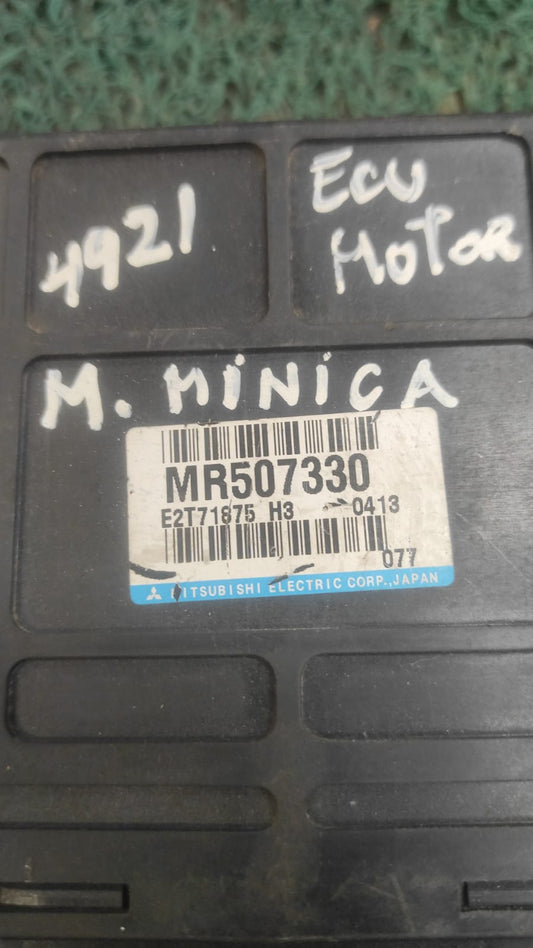 4921
ECU
MOTOR
M. MINICA
MR507330
E2T71875 H3 0413
077
MITSUBISHI ELECTRIC CORP.,JAPAN